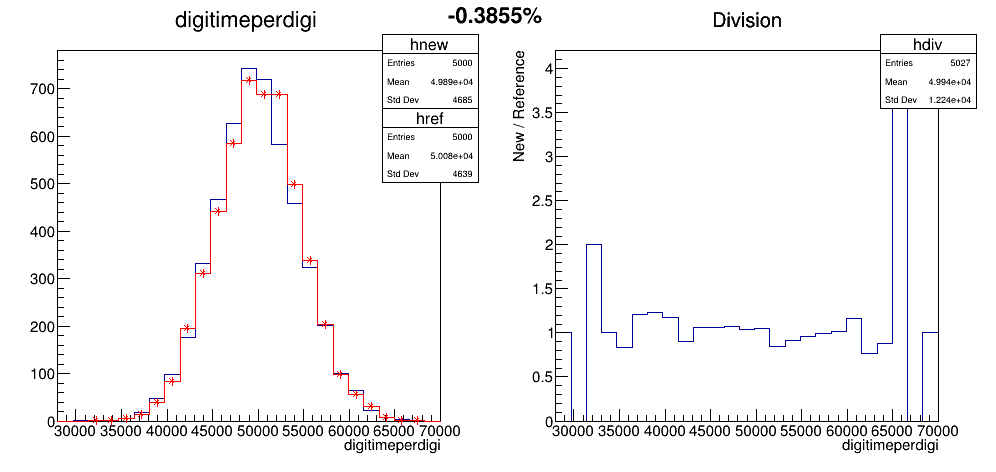 -0.3855%
digitimeperdigi
hnew
Entries 5000
Mean 4.989e+04
Std Dev 4685
href
Entries 5000
Mean 5.008e+04
Std Dev 4639
700
600
500
400
300
200
100
0
30000 35000 40000 45000 50000 55000 60000 65000 70000
digitimeperdigi
Division
hdiv
Entries 5027
Mean 4.994e+04
Std Dev 1.224e+04
New / Reference
4
3.5
3
2.5
2
1.5
1
0.5
0
30000 35000 40000 45000 50000 55000 60000 65000 70000
digitimeperdigi